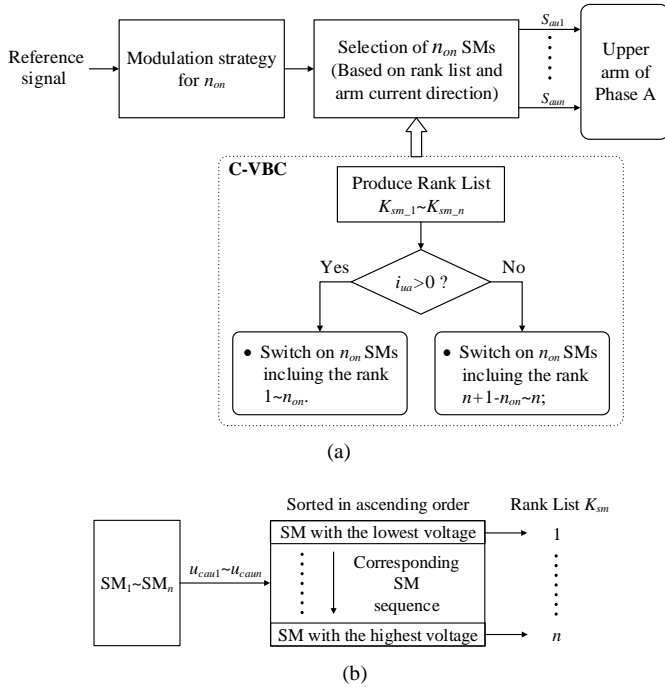 Reference
signal
Modulation strategy
for n_on
Selection of n_on SMs
(Based on rank list and
arm current direction)
S_au1
S_aun
Upper
arm of
Phase A
C-VBC
Produce Rank List
K_sm_1~K_sm_n
Yes
i_ua>0 ?
No
• Switch on n_on SMs
incluing the rank
1~n_on.
• Switch on n_on SMs
incluing the rank
n+1-n_on~n;
(a)
Sorted in ascending order
Rank List K_sm
SM_1~SM_n
u_cau1~u_caun
SM with the lowest voltage
1
Corresponding
SM
sequence
SM with the highest voltage
n
(b)